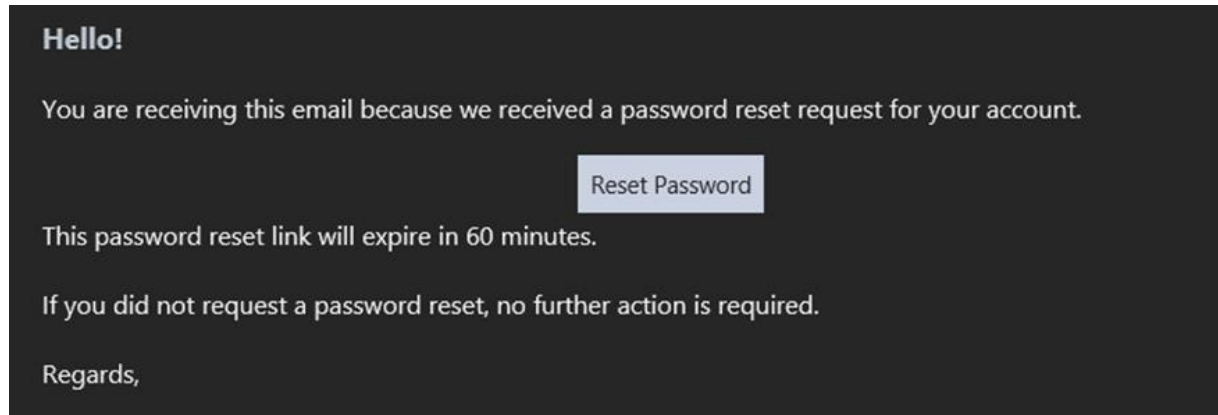 Hello!
You are receiving this email because we received a password reset request for your account.
Reset Password
This password reset link will expire in 60 minutes.
If you did not request a password reset, no further action is required.
Regards,